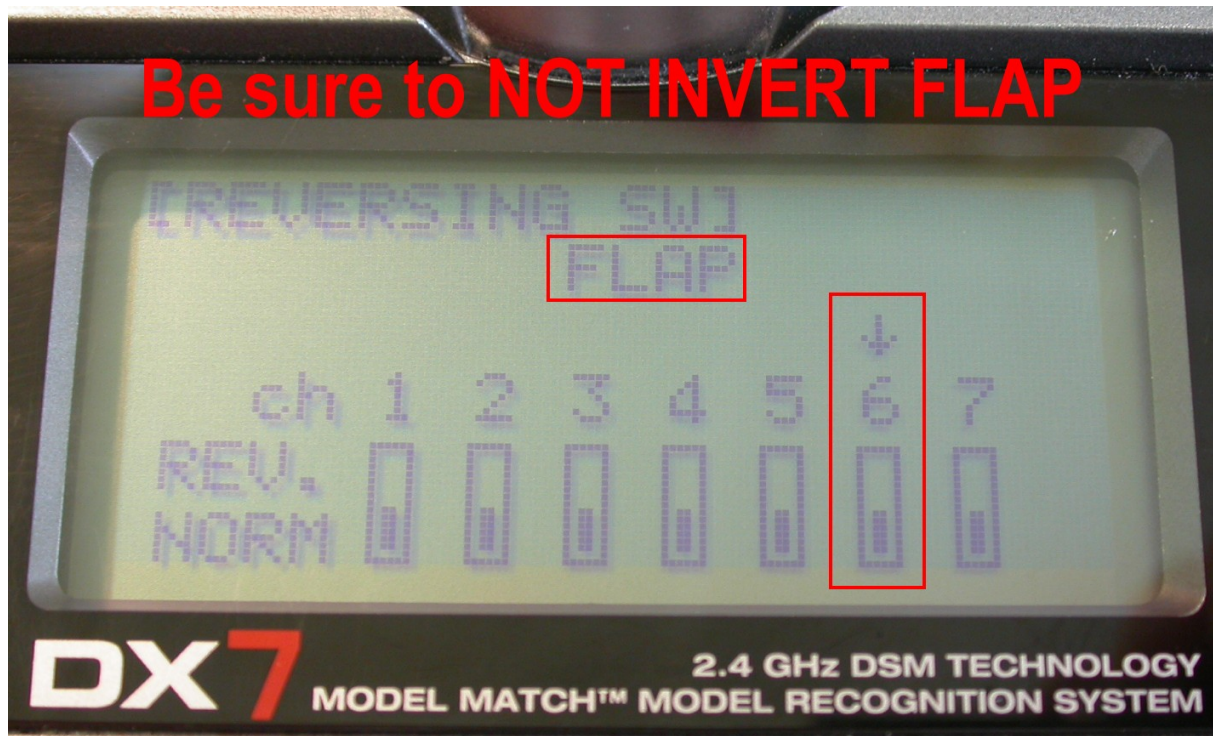 Be sure to NOT INVERT FLAP
[REVERSING SW]
FLAP
↓
ch 1 2 3 4 5 6 7
REV.
NORM
DX7
2.4 GHz DSM TECHNOLOGY
MODEL MATCH™ MODEL RECOGNITION SYSTEM